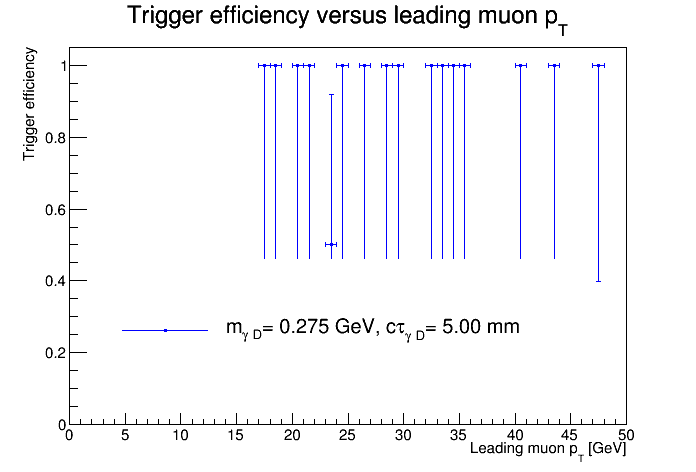 Trigger efficiency versus leading muon p_T
Trigger efficiency
1
0.8
0.6
0.4
0.2
0
m_γ D= 0.275 GeV, cτ_γ D= 5.00 mm
0 5 10 15 20 25 30 35 40 45 50
Leading muon p_T [GeV]